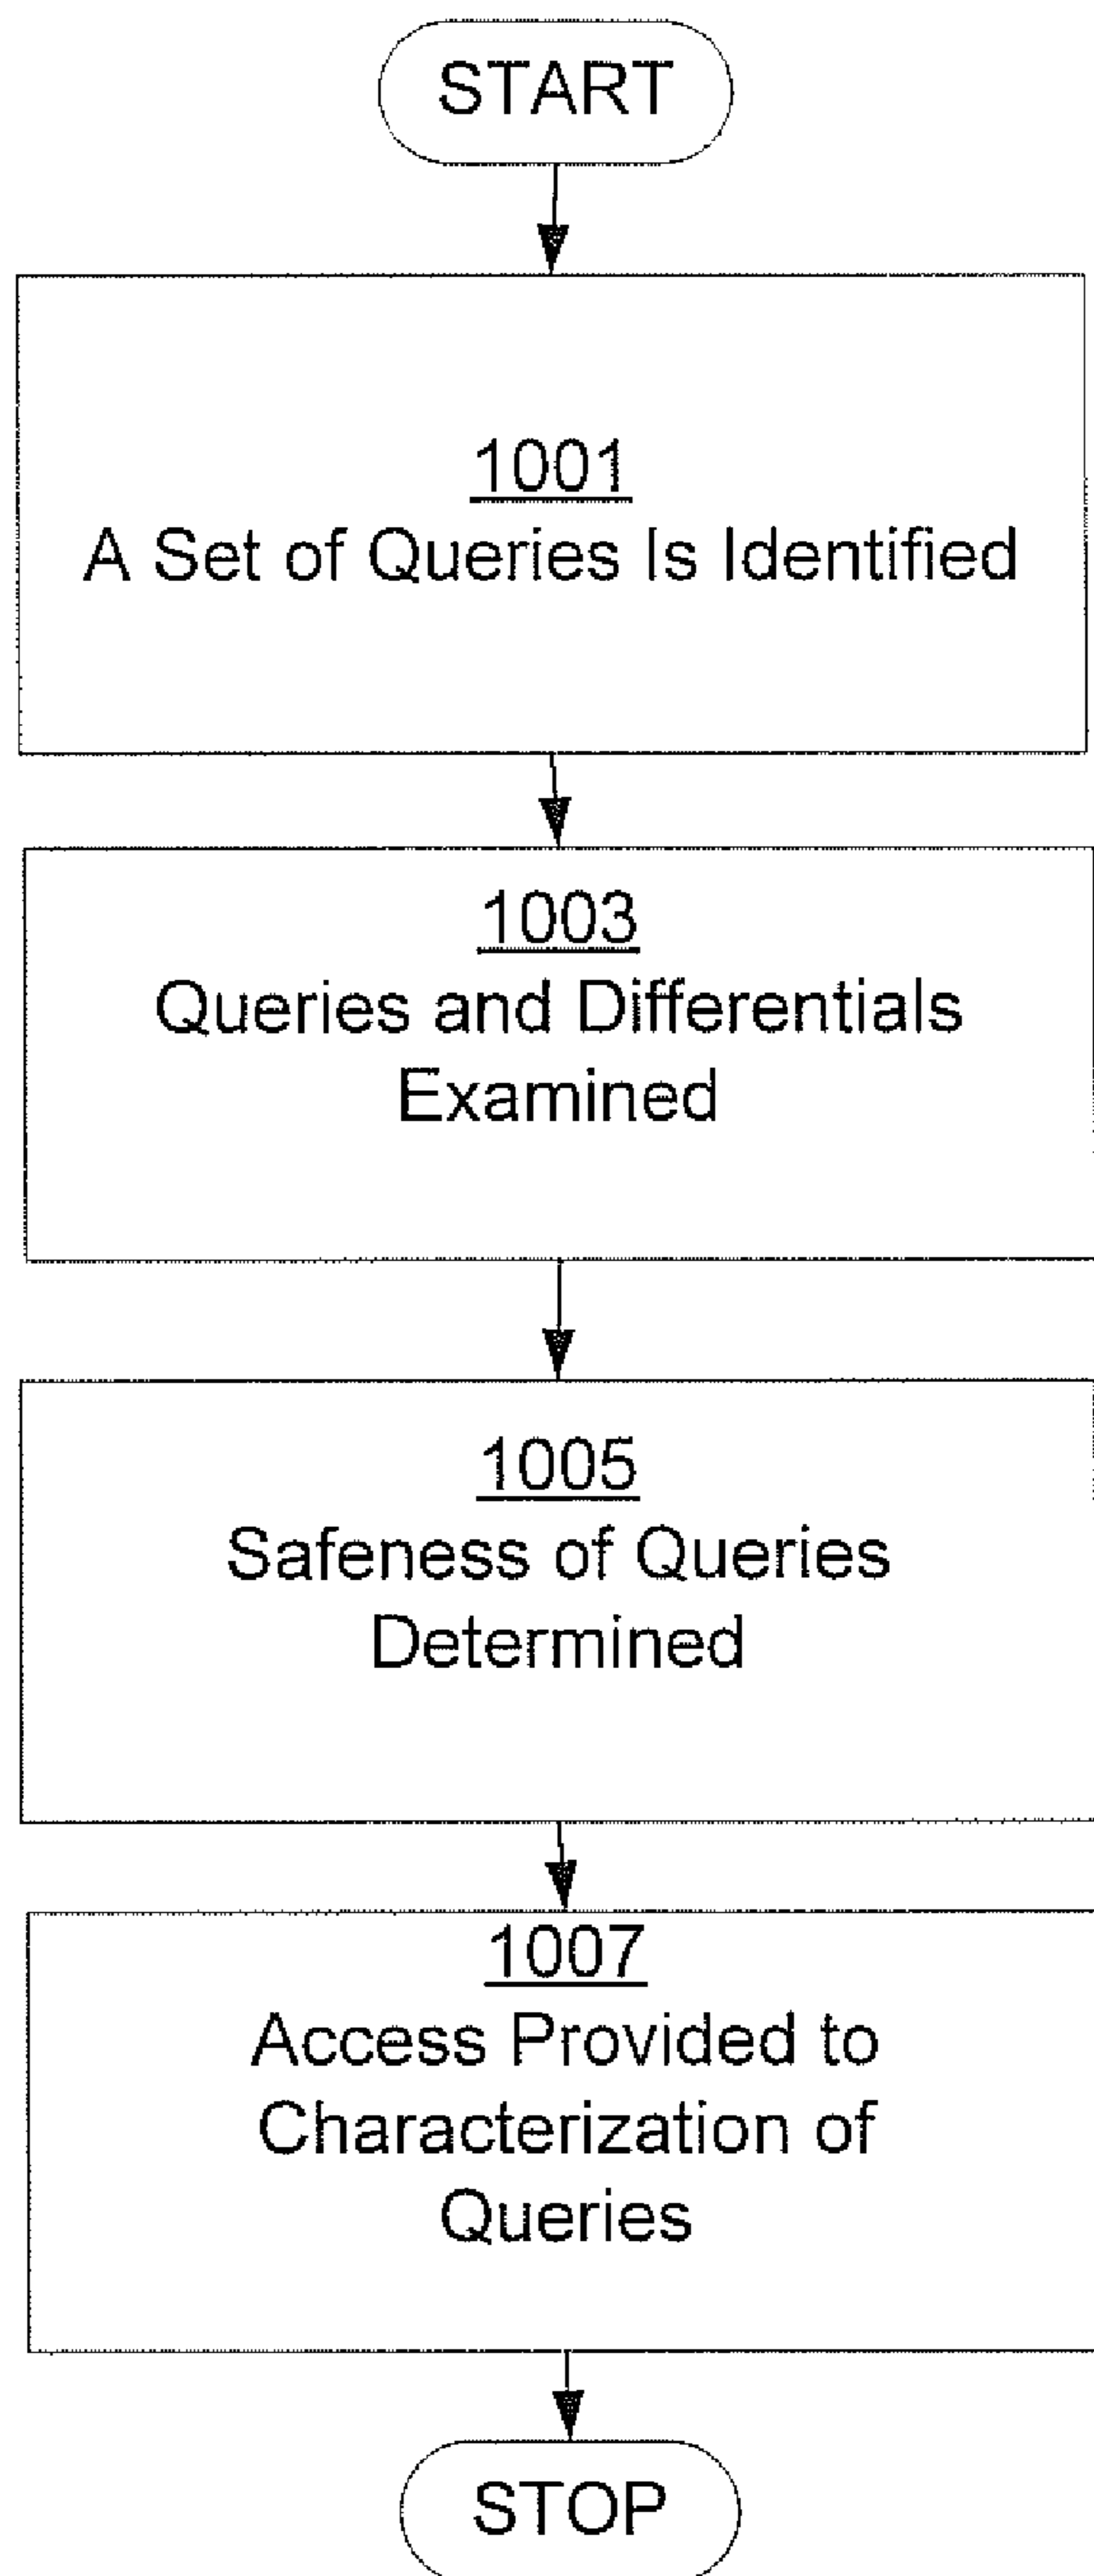 START
1001
A Set of Queries Is Identified
1003
Queries and Differentials
Examined
1005
Safeness of Queries
Determined
1007
Access Provided to
Characterization of
Queries
STOP